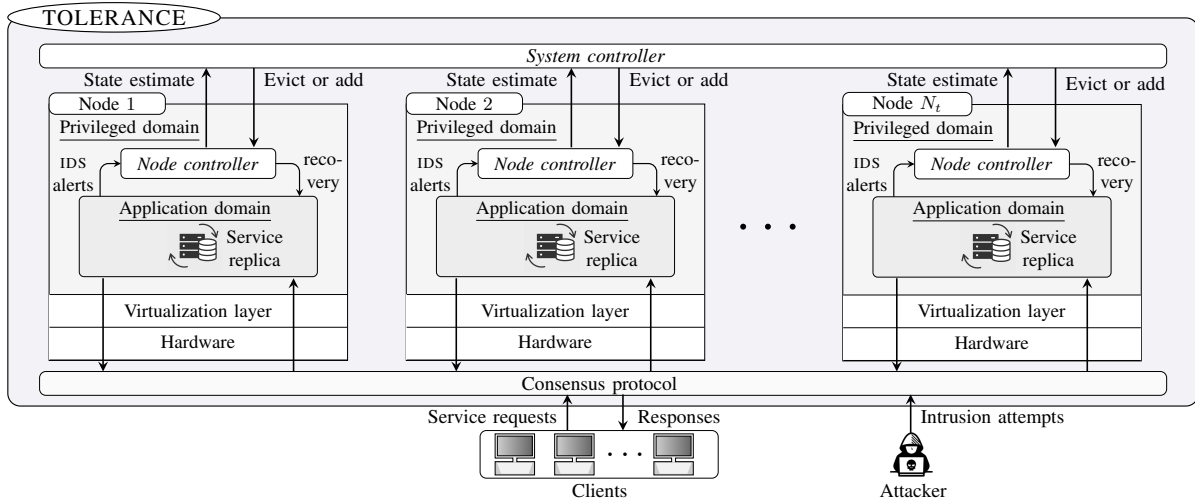 TOLERANCE
System controller
State estimate Evict or add State estimate Evict or add State estimate Evict or add
Node 1 Node 2 Node Nt
Privileged domain Privileged domain Privileged domain
IDS
alerts
Node controller
reco-
very
IDS
alerts
Node controller
reco-
very
IDS
alerts
Node controller
reco-
very
Application domain Application domain Application domain
Service
replica
Service
replica
Service
replica
. . .
Virtualization layer Virtualization layer Virtualization layer
Hardware Hardware Hardware
Consensus protocol
Service requests Responses Intrusion attempts
. . .
Clients Attacker